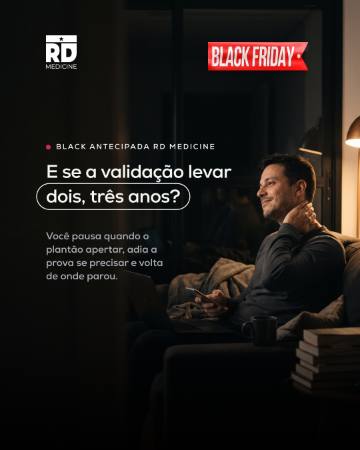 RD
MEDICINE
BLACK FRIDAY
BLACK ANTECIPADA RD MEDICINE
E se a validação levar
dois, três anos?
Você pausa quando o
plantão apertar, adia a
prova se precisar e volta
de onde parou.